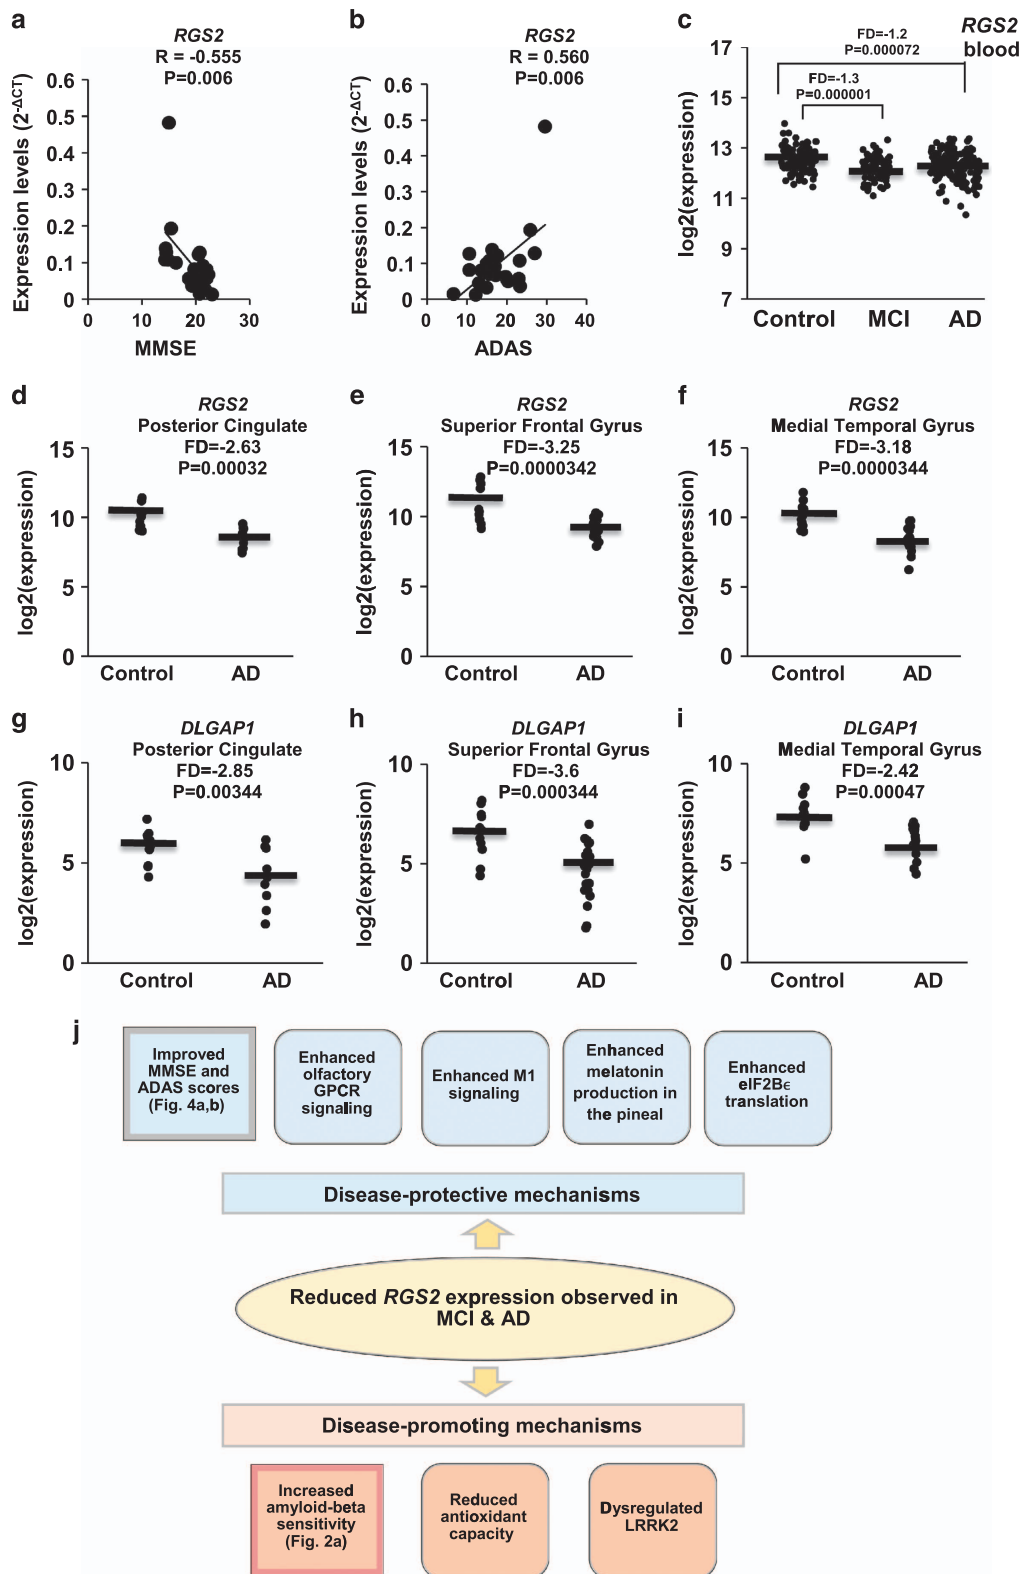 a
RGS2
R = -0.555
P=0.006
Expression levels (2-ΔCT)
0.6
0.5
0.4
0.3
0.2
0.1
0
0 10 20 30
MMSE
b
RGS2
R = 0.560
P=0.006
Expression levels (2-ΔCT)
0.6
0.5
0.4
0.3
0.2
0.1
0
0 10 20 30 40
ADAS
c
RGS2
blood
FD=-1.2
P=0.000072
FD=-1.3
P=0.000001
log2(expression)
17
15
13
11
9
7
Control MCI AD
d
RGS2
Posterior Cingulate
FD=-2.63
P=0.00032
log2(expression)
15
10
5
0
Control AD
e
RGS2
Superior Frontal Gyrus
FD=-3.25
P=0.0000342
log2(expression)
15
10
5
0
Control AD
f
RGS2
Medial Temporal Gyrus
FD=-3.18
P=0.0000344
log2(expression)
15
10
5
0
Control AD
g
DLGAP1
Posterior Cingulate
FD=-2.85
P=0.00344
log2(expression)
10
5
0
Control AD
h
DLGAP1
Superior Frontal Gyrus
FD=-3.6
P=0.000344
log2(expression)
10
5
0
Control AD
i
DLGAP1
Medial Temporal Gyrus
FD=-2.42
P=0.00047
log2(expression)
10
5
0
Control AD
j
Improved
MMSE and
ADAS scores
(Fig. 4a,b)
Enhanced
olfactory
GPCR
signaling
Enhanced M1
signaling
Enhanced
melatonin
production in
the pineal
Enhanced
eIF2Bϵ
translation
Disease-protective mechanisms
Reduced RGS2 expression observed in
MCI & AD
Disease-promoting mechanisms
Increased
amyloid-beta
sensitivity
(Fig. 2a)
Reduced
antioxidant
capacity
Dysregulated
LRRK2